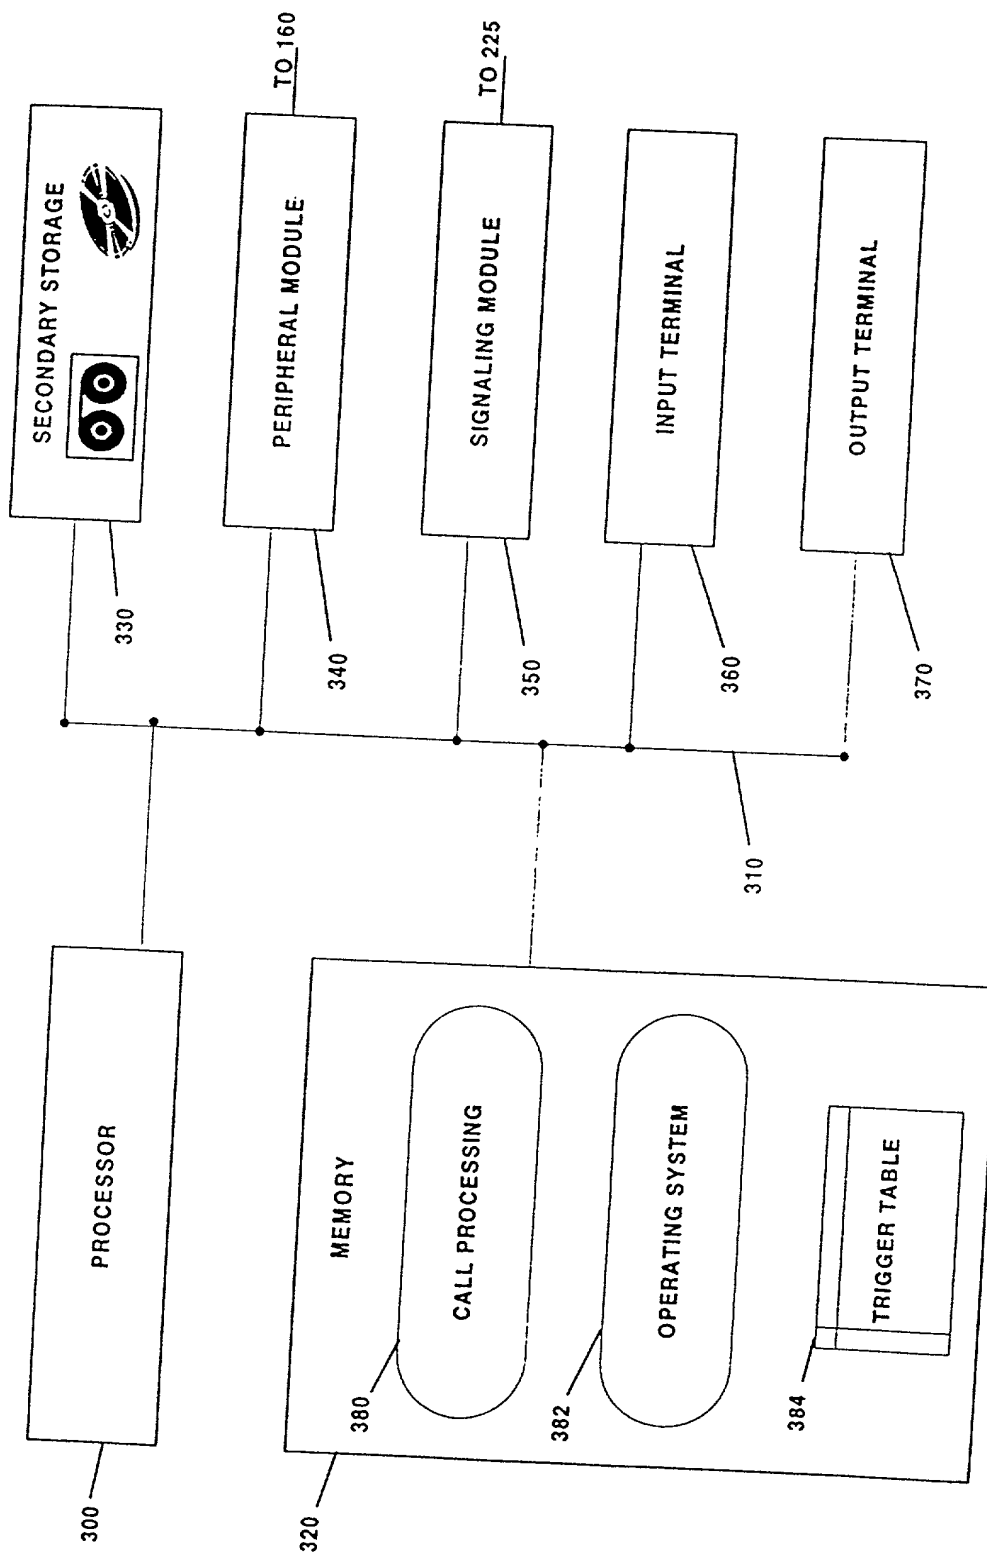 PROCESSOR
300
MEMORY
320
CALL PROCESSING
380
OPERATING SYSTEM
382
TRIGGER TABLE
384
310
SECONDARY STORAGE
330
PERIPHERAL MODULE
340
TO 160
SIGNALING MODULE
350
TO 225
INPUT TERMINAL
360
OUTPUT TERMINAL
370